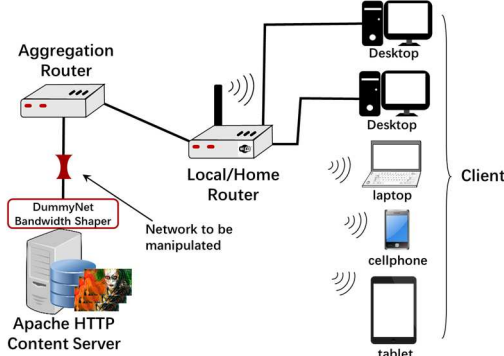 Aggregation
Router
Desktop
Desktop
Local/Home
Router
Client
laptop
DummyNet
Bandwidth Shaper
Network to be
manipulated
cellphone
Apache HTTP
Content Server
tablet